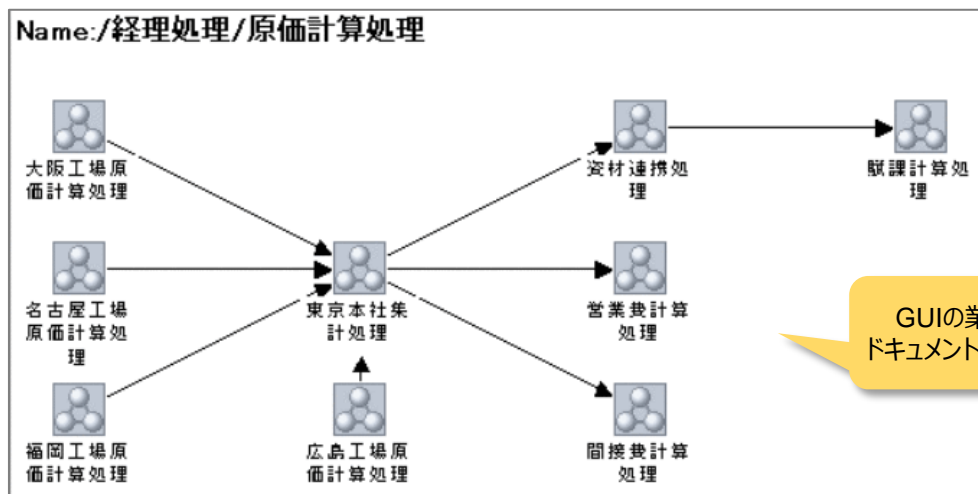 Name:/経理処理/原価計算処理
大阪工場原
価計算処理
資材連携処
理
賦課計算処
理
名古屋工場
原価計算処
理
東京本社集
計処理
営業費計算
処理
GUIの業
ドキュメント
福岡工場原
価計算処理
広島工場原
価計算処理
間接費計算
処理